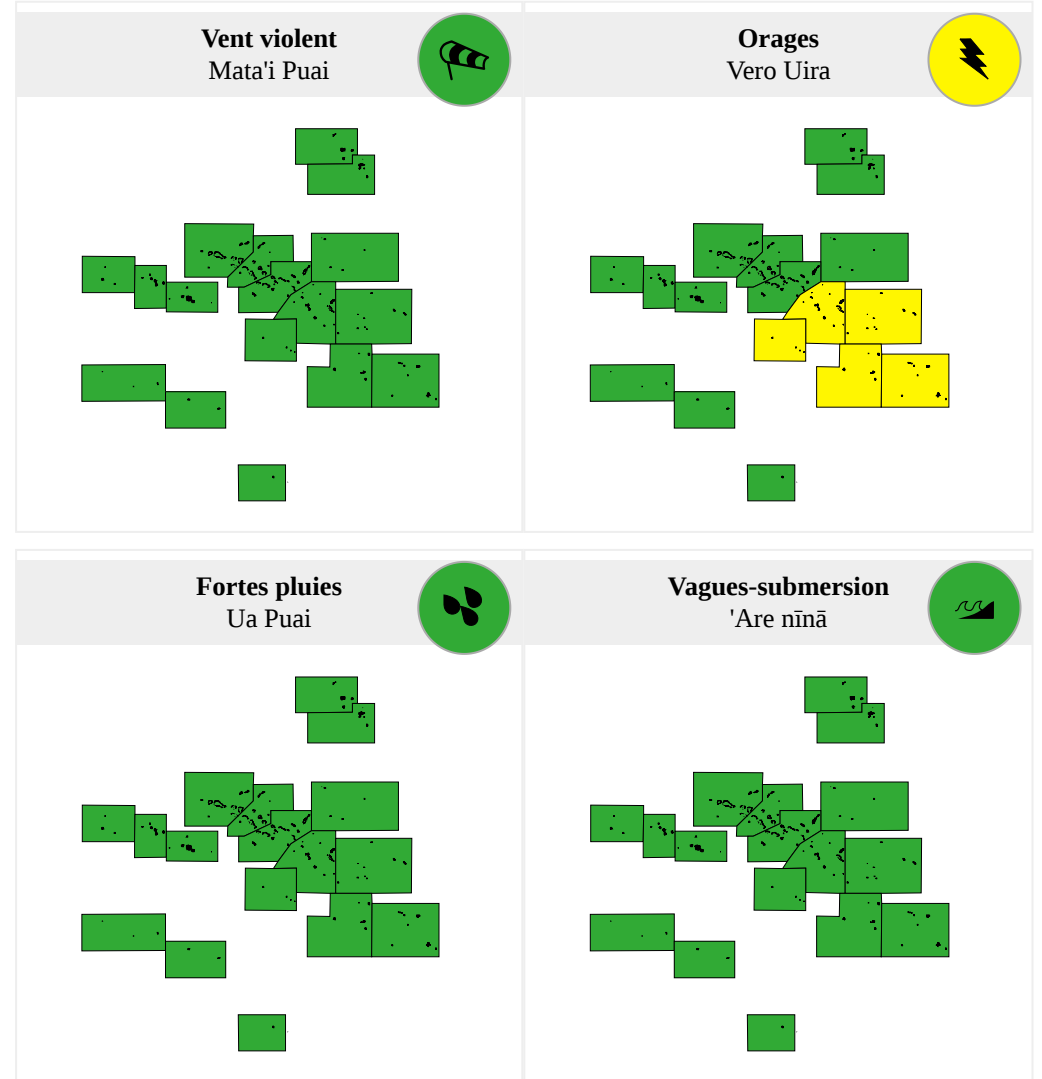 Vent violent
Mata'i Puai
Orages
Vero Uira
Fortes pluies
Ua Puai
Vagues-submersion
'Are nīnā